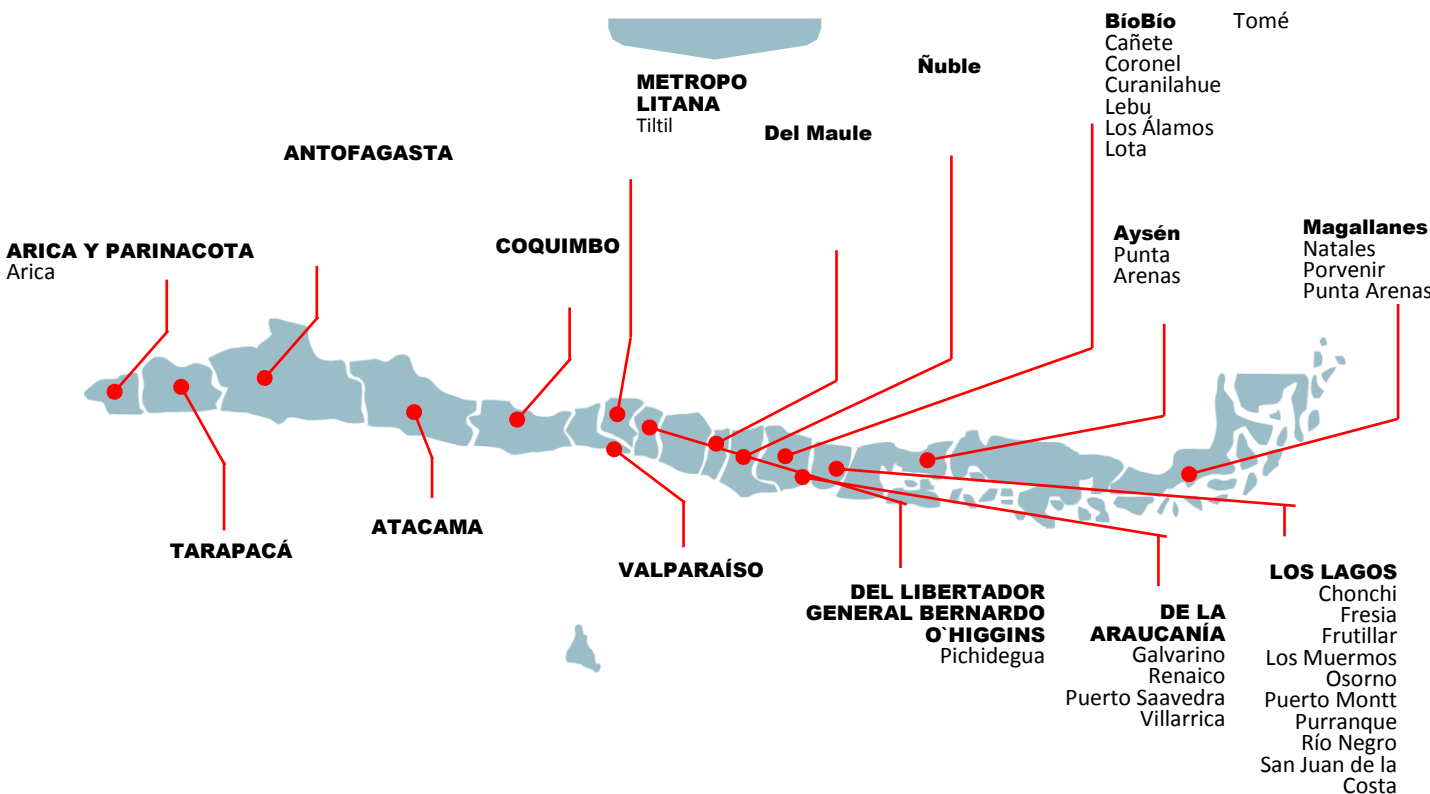 BíoBío
Cañete
Coronel
Curanilahue
Lebu
Los Álamos
Lota
Tomé
Ñuble
METROPO
LITANA
Tiltil
Del Maule
ANTOFAGASTA
ARICA Y PARINACOTA
Arica
COQUIMBO
Aysén
Punta
Arenas
Magallanes
Natales
Porvenir
Punta Arenas
TARAPACÁ
ATACAMA
VALPARAÍSO
DEL LIBERTADOR
GENERAL BERNARDO
O`HIGGINS
Pichidegua
DE LA
ARAUCANÍA
Galvarino
Renaico
Puerto Saavedra
Villarrica
LOS LAGOS
Chonchi
Fresia
Frutillar
Los Muermos
Osorno
Puerto Montt
Purranque
Río Negro
San Juan de la
Costa